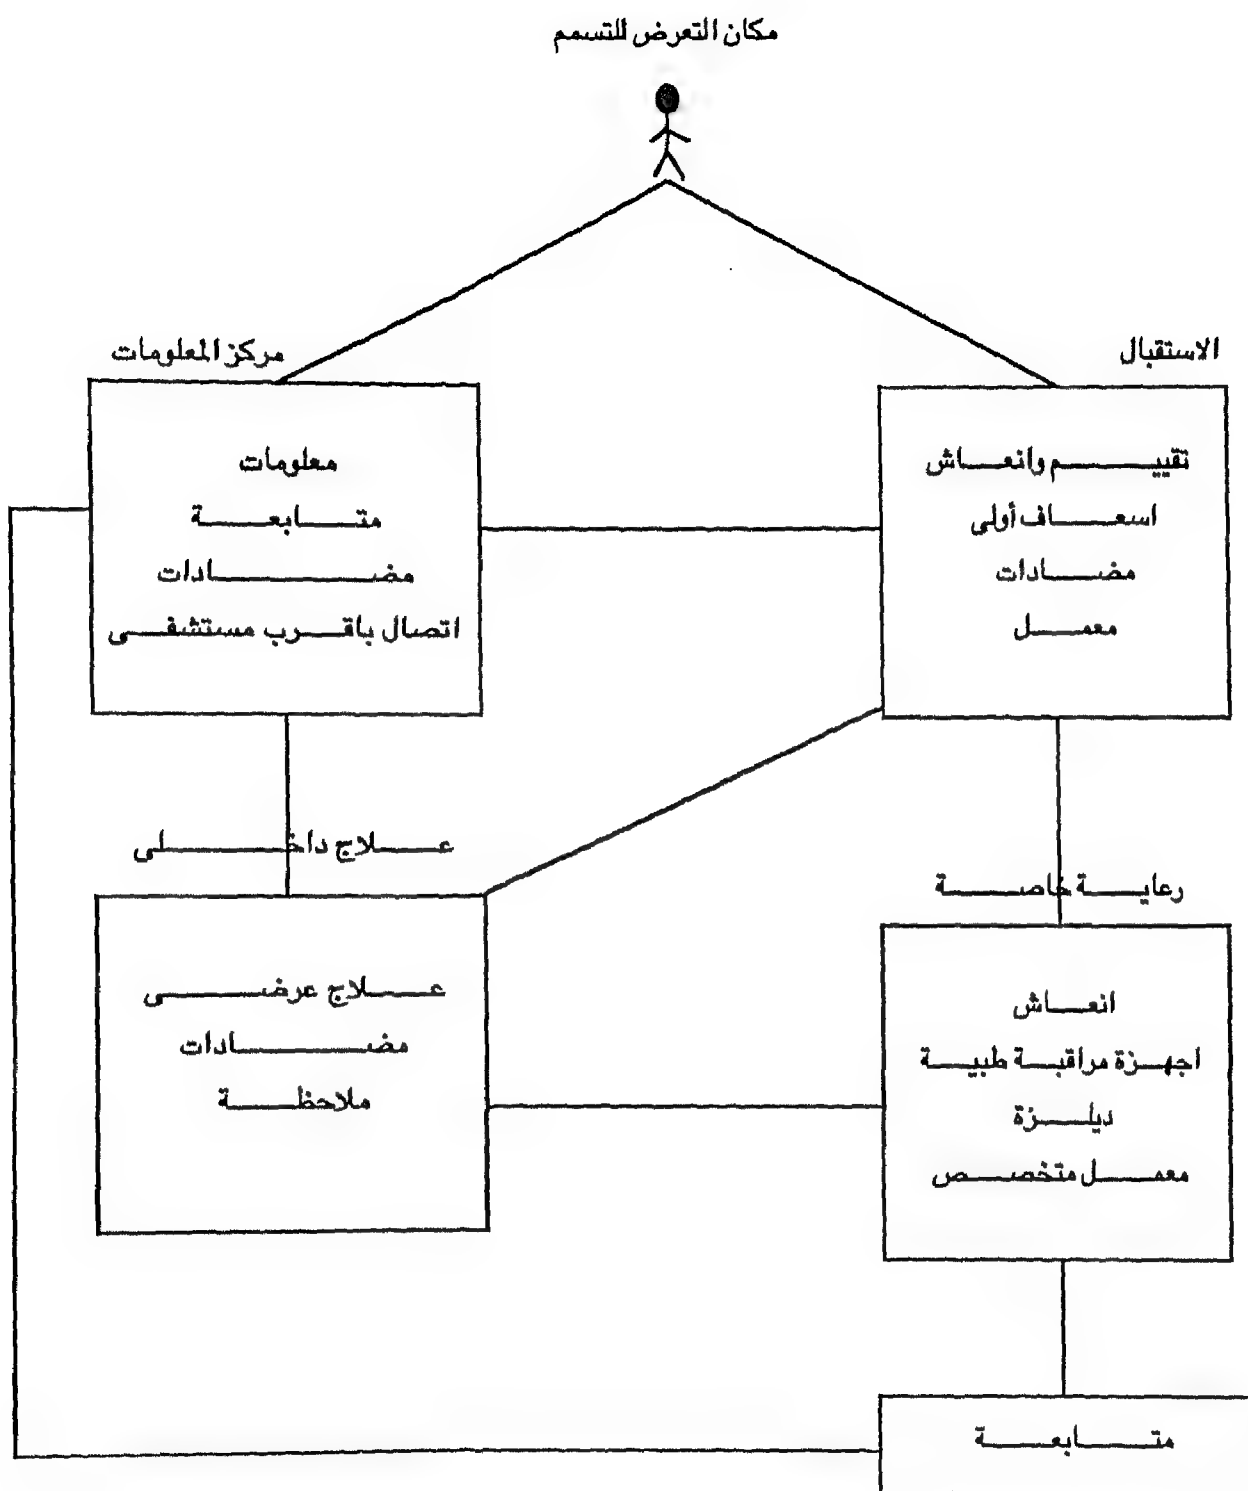 مكان التعرض للتسمم
الاستقبال
تقييم وانعاش
اسعاف أولى
مضادات
معمل
مركز المعلومات
معلومات
متابعة
مضادات
اتصال باقرب مستشفى
رعاية خاصة
انعاش
اجهزة مراقبة طبية
ديلزة
معمل متخصص
علاج داخلى
علاج عرضى
مضادات
ملاحظة
متابعة